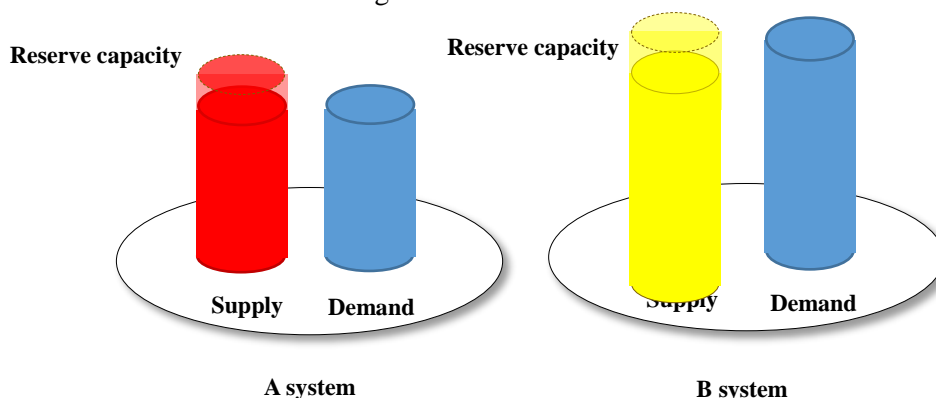 Reserve capacity
Reserve capacity
Supply
Demand
Supply
Demand
A system
B system